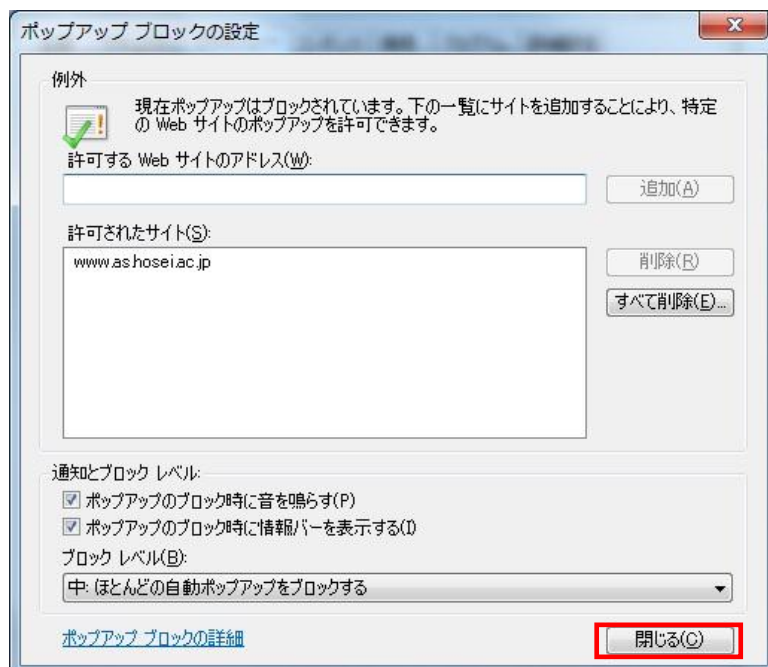 ポップアップ ブロックの設定
例外
現在ポップアップはブロックされています。下の一覧にサイトを追加することにより、特定
の Web サイトのポップアップを許可できます。
許可する Web サイトのアドレス(W):
追加(A)
許可されたサイト(S):
www.as.hosei.ac.jp
削除(R)
すべて削除(E)...
通知とブロック レベル:
ポップアップのブロック時に音を鳴らす(P)
ポップアップのブロック時に情報バーを表示する(I)
ブロック レベル(B):
中: ほとんどの自動ポップアップをブロックする
ポップアップ ブロックの詳細
閉じる(C)